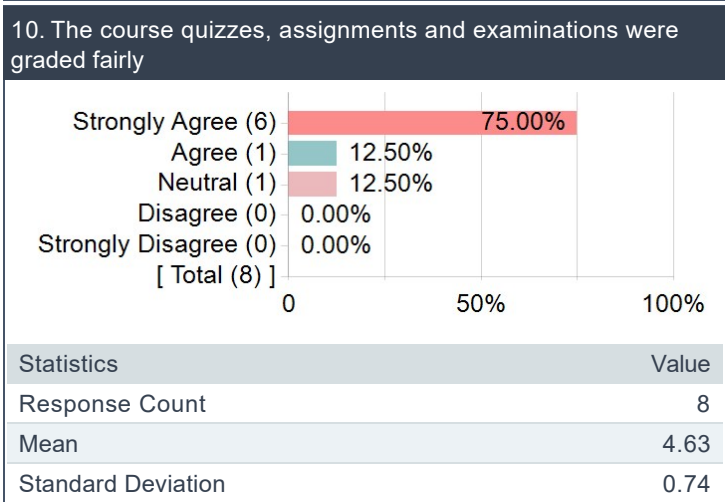 10. The course quizzes, assignments and examinations were
graded fairly
Strongly Agree (6) 75.00%
Agree (1) 12.50%
Neutral (1) 12.50%
Disagree (0) 0.00%
Strongly Disagree (0) 0.00%
[ Total (8) ]
0 50% 100%
Statistics Value
Response Count 8
Mean 4.63
Standard Deviation 0.74